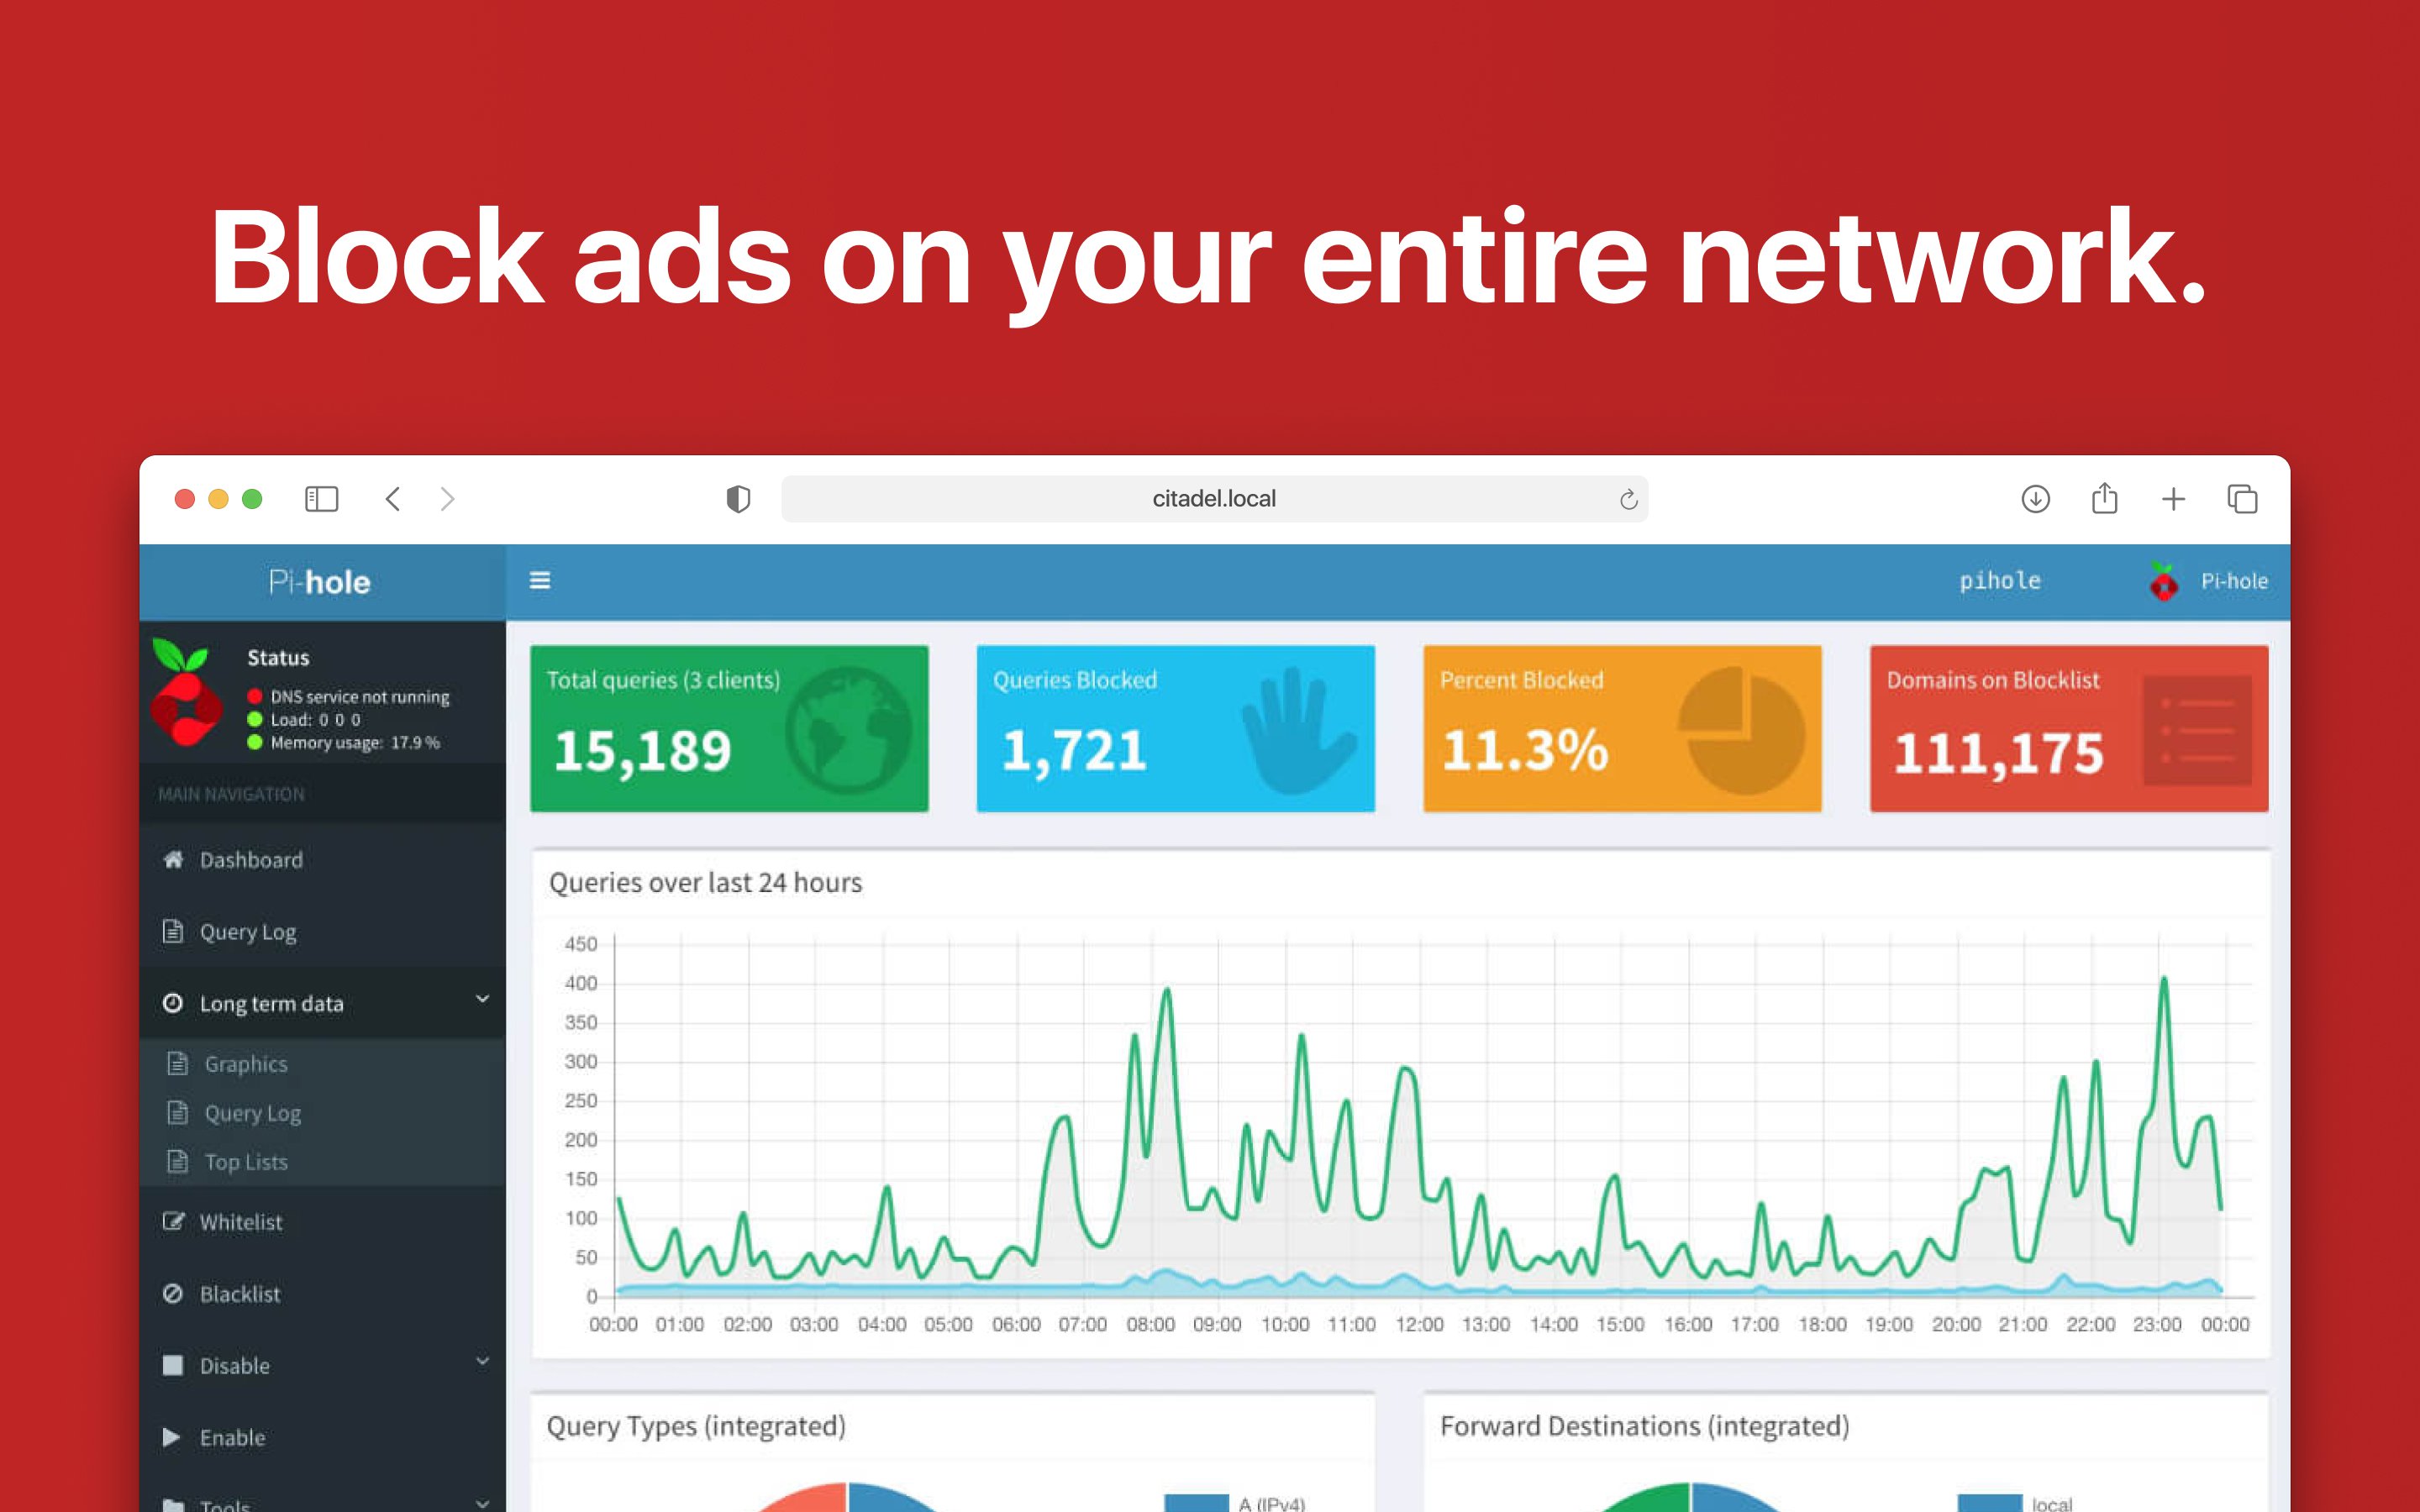 Block ads on your entire network.
citadel.local
Pi-hole
pihole
Pi-hole
Status
DNS service not running
Load: 0 0 0
Memory usage: 17.9 %
MAIN NAVIGATION
Dashboard
Query Log
Long term data
Graphics
Query Log
Top Lists
Whitelist
Blacklist
Disable
Enable
Tools
Total queries (3 clients)
15,189
Queries Blocked
1,721
Percent Blocked
11.3%
Domains on Blocklist
111,175
Queries over last 24 hours
450
400
350
300
250
200
150
100
50
0
00:00 01:00 02:00 03:00 04:00 05:00 06:00 07:00 08:00 09:00 10:00 11:00 12:00 13:00 14:00 15:00 16:00 17:00 18:00 19:00 20:00 21:00 22:00 23:00 00:00
Query Types (integrated)
A (IPv4)
Forward Destinations (integrated)
local